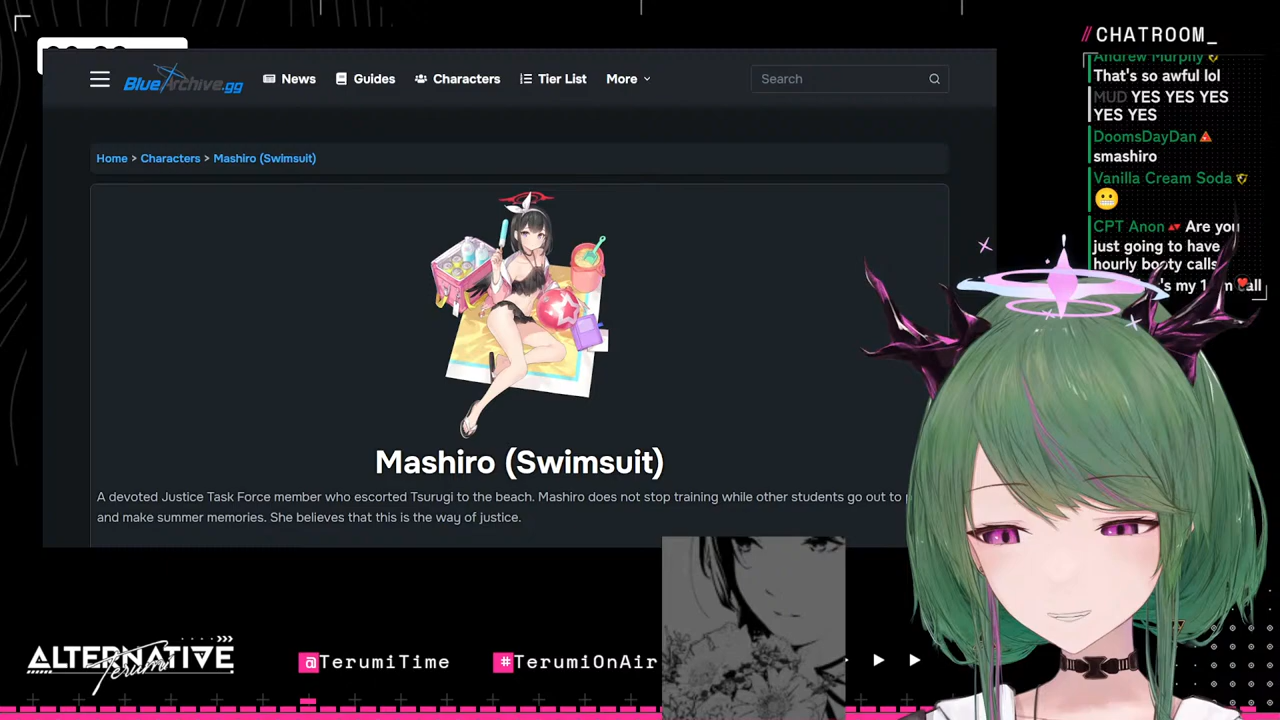 BlueArchive.gg
News
Guides
Characters
Tier List
More
Search
Home > Characters > Mashiro (Swimsuit)
Mashiro (Swimsuit)
A devoted Justice Task Force member who escorted Tsurugi to the beach. Mashiro does not stop training while other students go out to
and make summer memories. She believes that this is the way of justice.
//CHATROOM_
Andrew Murphy
That's so awful lol
MUD YES YES YES
YES YES
DoomsDayDan
smashiro
Vanilla Cream Soda
CPT Anon Are you
just going to have
hourly booty calls
ALTERNATIVE
Terumi
@TerumiTime
#TerumiOnAir